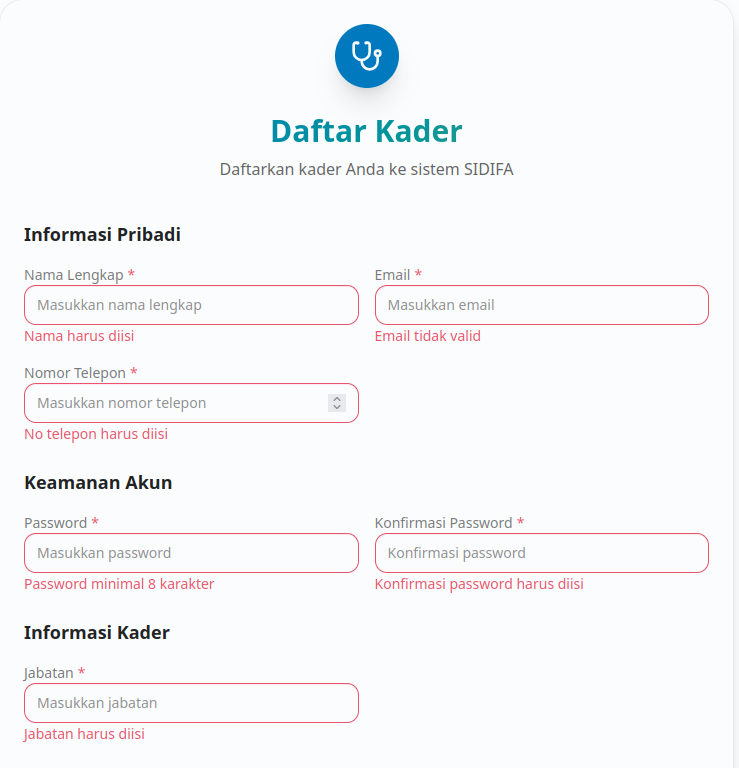 Daftar Kader
Daftarkan kader Anda ke sistem SIDIFA
Informasi Pribadi
Nama Lengkap *
Masukkan nama lengkap
Nama harus diisi
Email *
Masukkan email
Email tidak valid
Nomor Telepon *
Masukkan nomor telepon
No telepon harus diisi
Keamanan Akun
Password *
Masukkan password
Password minimal 8 karakter
Konfirmasi Password *
Konfirmasi password
Konfirmasi password harus diisi
Informasi Kader
Jabatan *
Masukkan jabatan
Jabatan harus diisi